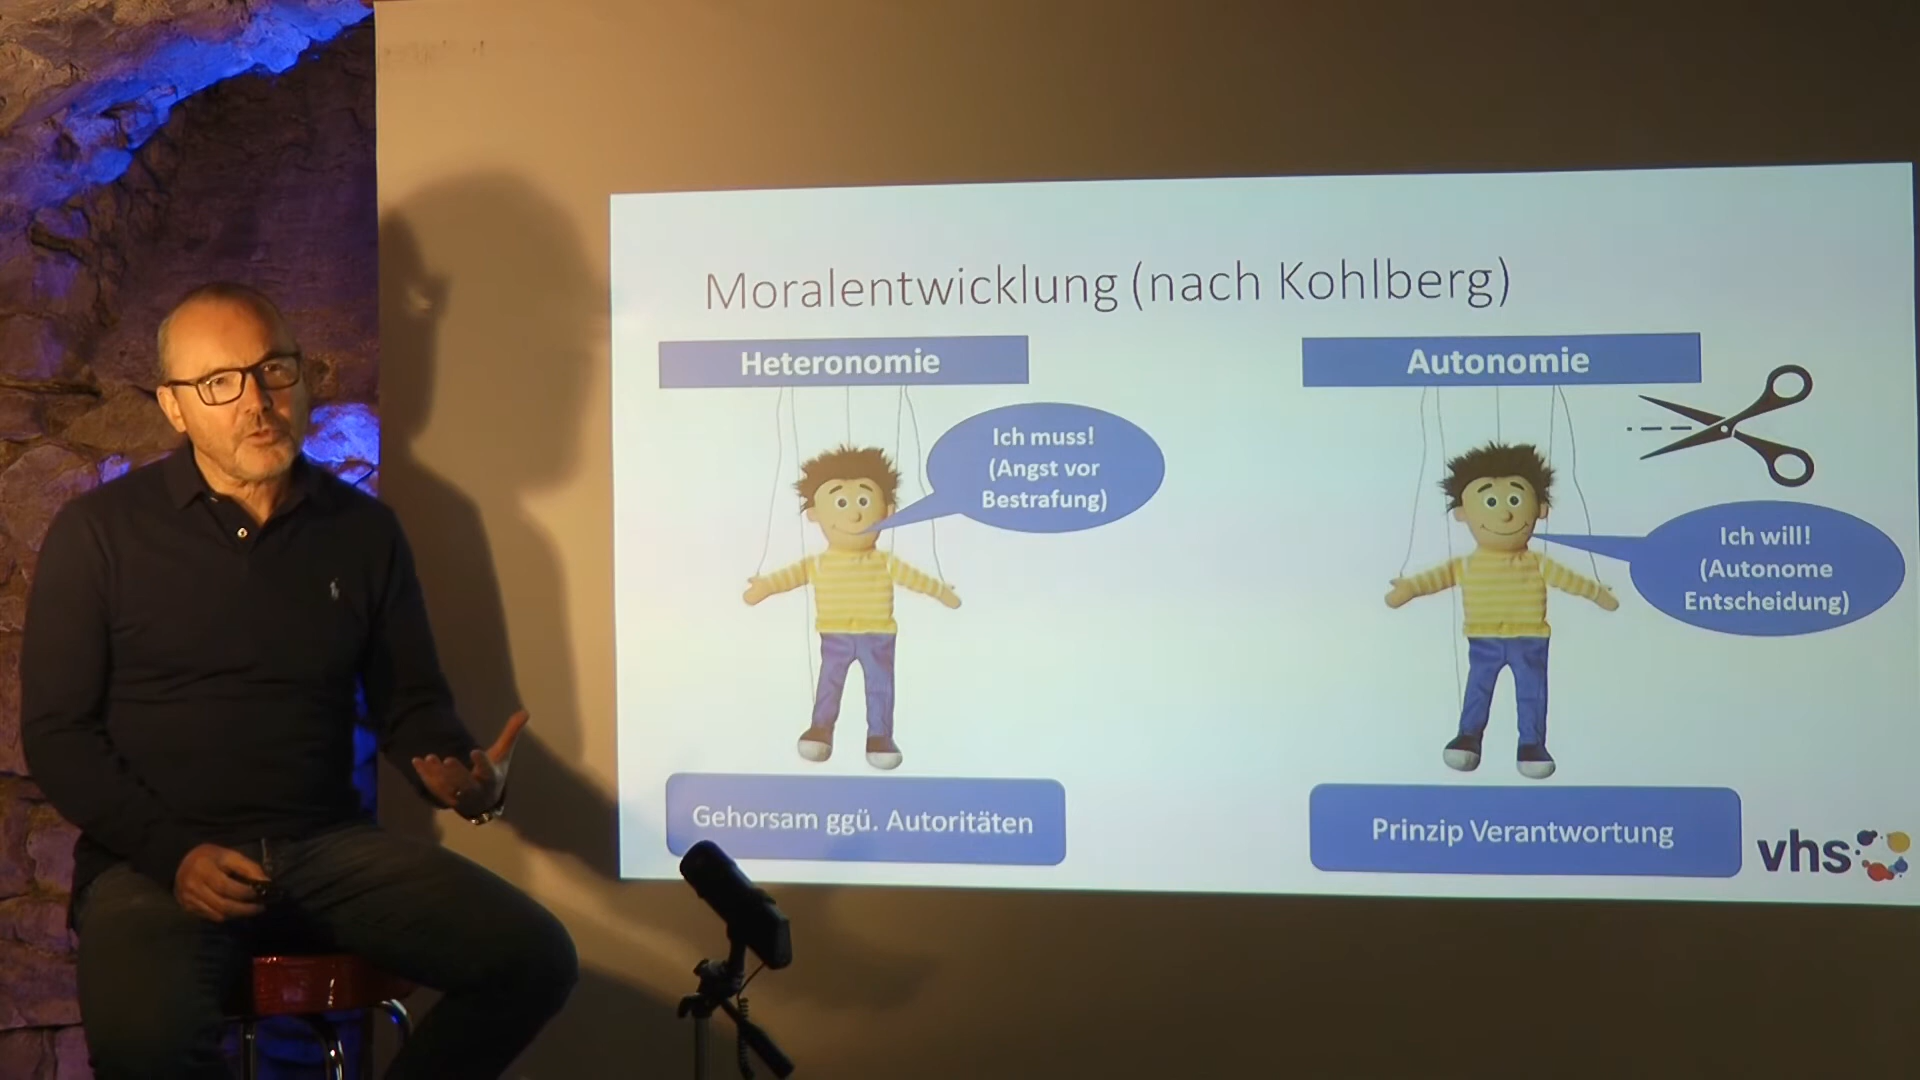 Moralentwicklung (nach Kohlberg)
Heteronomie
Ich muss!
(Angst vor
Bestrafung)
Gehorsam ggü. Autoritäten
Autonomie
Ich will!
(Autonome
Entscheidung)
Prinzip Verantwortung
vhs